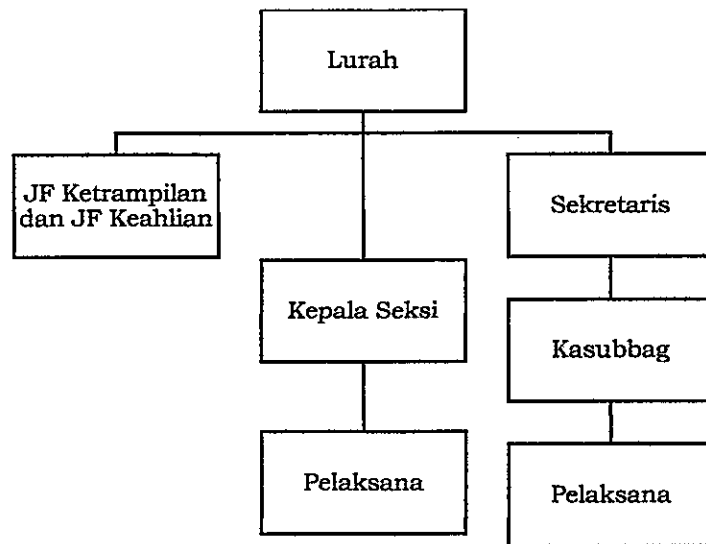 Lurah
JF Ketrampilan
dan JF Keahlian
Sekretaris
Kepala Seksi
Kasubbag
Pelaksana
Pelaksana